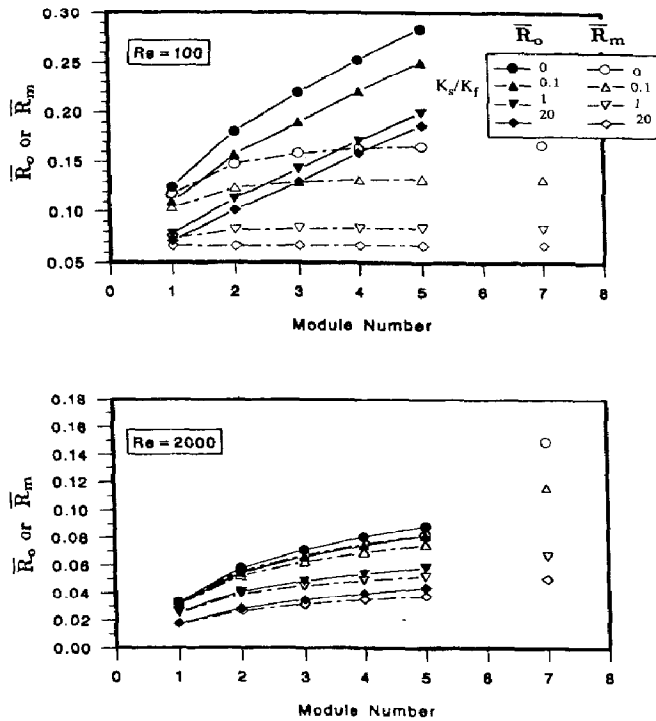 R̅ₒ or R̅ₘ
Re=100
0.30
0.25
0.20
0.15
0.10
0.05
0 1 2 3 4 5 6 7 8
Module Number
R̅ₒ R̅ₘ
Kₛ/K_f
0 0
0.1 0.1
1 1
20 20
R̅ₒ or R̅ₘ
Re=2000
0.18
0.16
0.14
0.12
0.10
0.08
0.06
0.04
0.02
0.00
0 1 2 3 4 5 6 7 8
Module Number